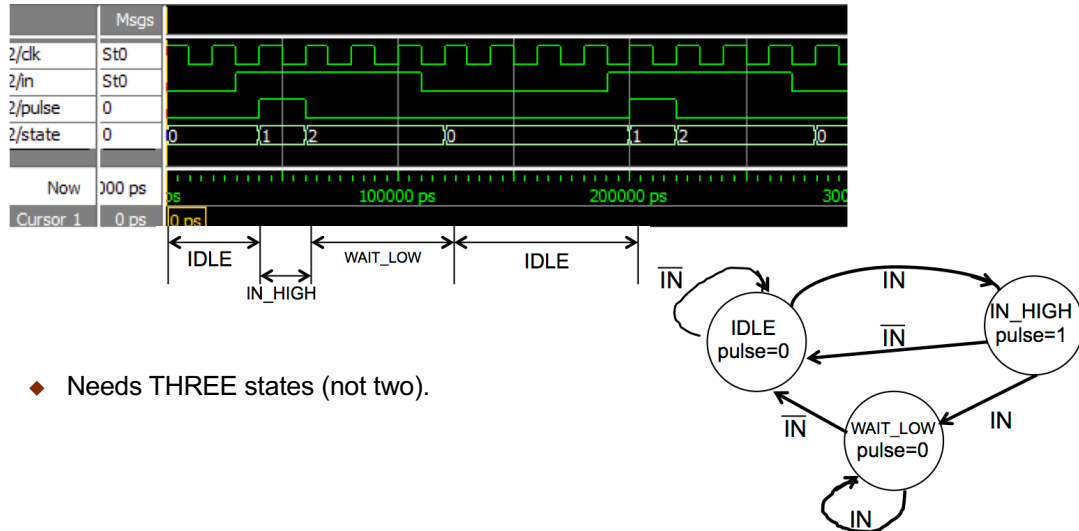 Msgs
2/clk St0
2/in St0
2/pulse 0
2/state 0 0 1 2 0 1 2 0
Now 000 ps ps 100000 ps 200000 ps 300
Cursor 1 0 ps 0 ps
IDLE WAIT_LOW IDLE
IN_HIGH
IN IN
IDLE
pulse=0
IN_HIGH
pulse=1
IN
Needs THREE states (not two).
IN
WAIT_LOW
pulse=0
IN
IN